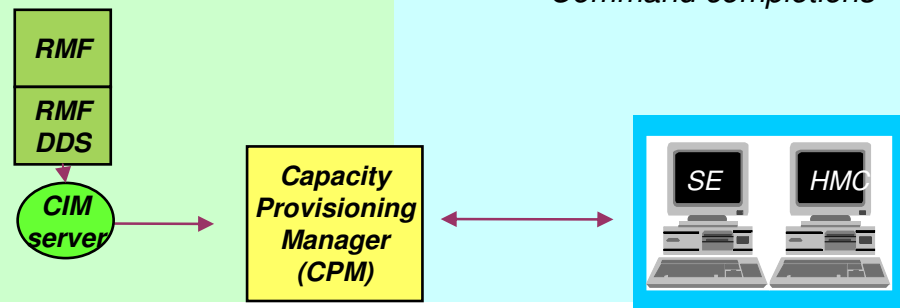 Command completions
RMF
RMF
DDS
CIM
server
Capacity
Provisioning
Manager
(CPM)
SE
HMC